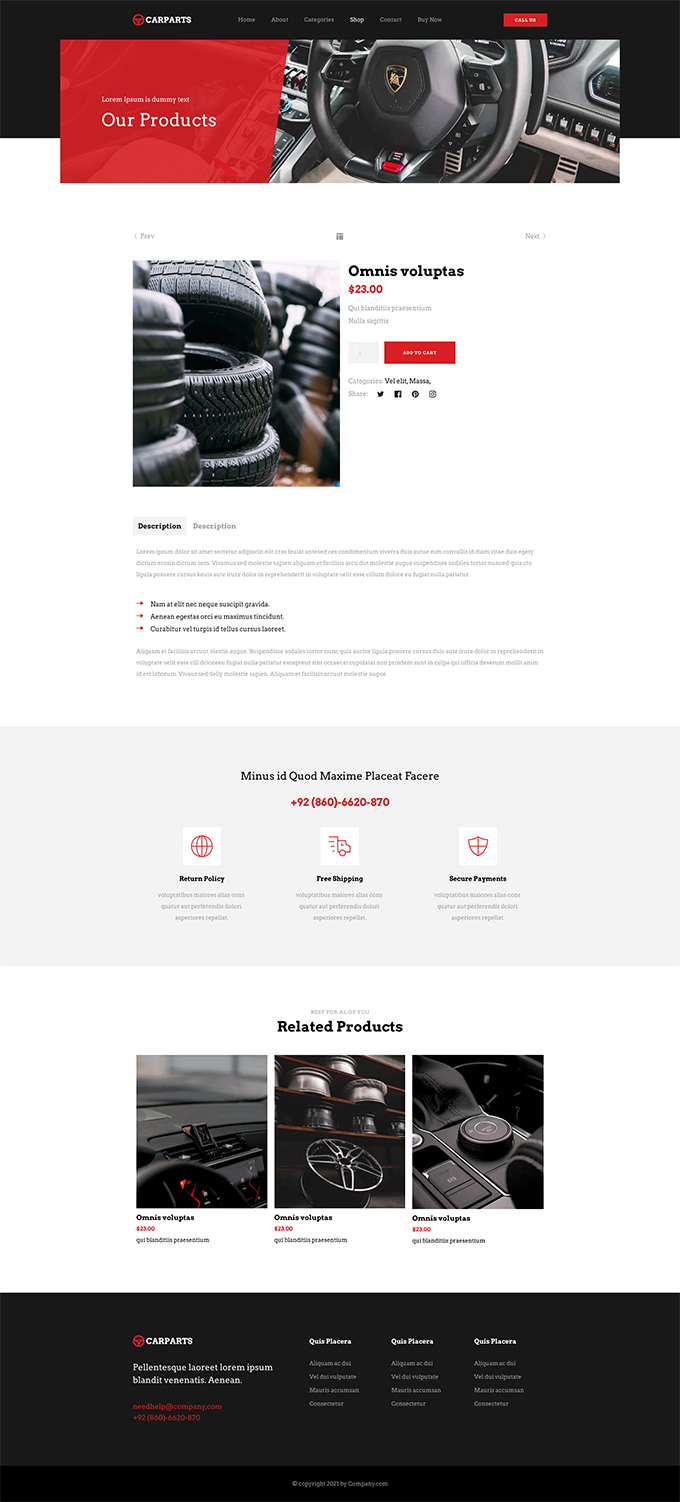 CARPARTS
Home About Categories Shop Contact Buy Now
CALL US
Lorem Ipsum is dummy text
Our Products
Prev
Next
Omnis voluptas
$23.00
Qui blanditiis praesentium
Nulla sagittis
1
ADD TO CART
Categories: Vel elit, Massa,
Share:
Description Description
Lorem ipsum dolor sit amet sectetur adipiscin elit cras feuiat antesed ces condimentum viverra duis autue nim convallis id diam vitae duis egety
dictum erosin dictum sem. Vivamus sed molestie sapien aliquam et facilisis arcu dut molestie augue suspendisse sodales tortor nunced quis cto
ligula posuere cursus keuis aute irure dolor in reprehenderit in voluptate velit esse cillum dolore eu fugiat nulla pariatur.
Nam at elit nec neque suscipit gravida.
Aenean egestas orci eu maximus tincidunt.
Curabitur vel turpis id tellus cursus laoreet.
Aliquam et facilisis arcuut olestie augue. Suspendisse sodales tortor nunc quis auctor ligula posuere cursus duis aute irure dolor in reprehenderit in
voluptate velit esse cill doloreeu fugiat nulla pariatur excepteur sint occaecat cupidatat non proident sunt in culpa qui officia deserunt mollit anim
id est laborum. Vivaus sed delly molestie sapien. Aliquam et facilisis arcuut molestie augue.
Minus id Quod Maxime Placeat Facere
+92 (860)-6620-870
Return Policy
voluptatibus maiores alias cons
quatur aut perferendis dolori
asperiores repellat.
Free Shipping
voluptatibus maiores alias cons
quatur aut perferendis dolori
asperiores repellat.
Secure Payments
voluptatibus maiores alias cons
quatur aut perferendis dolori
asperiores repellat.
BEST FOR AL OF YOU
Related Products
Omnis voluptas
$23.00
qui blanditiis praesentium
Omnis voluptas
$23.00
qui blanditiis praesentium
Omnis voluptas
$23.00
qui blanditiis praesentium
CARPARTS
Pellentesque laoreet lorem ipsum
blandit venenatis. Aenean.
needhelp@company,com
+92 (860)-6620-870
Quis Placera
Aliquam ac dui
Vel dui vulputate
Mauris accumsan
Consectetur
Quis Placera
Aliquam ac dui
Vel dui vulputate
Mauris accumsan
Consectetur
Quis Placera
Aliquam ac dui
Vel dui vulputate
Mauris accumsan
Consectetur
© copyright 2021 by Company.com